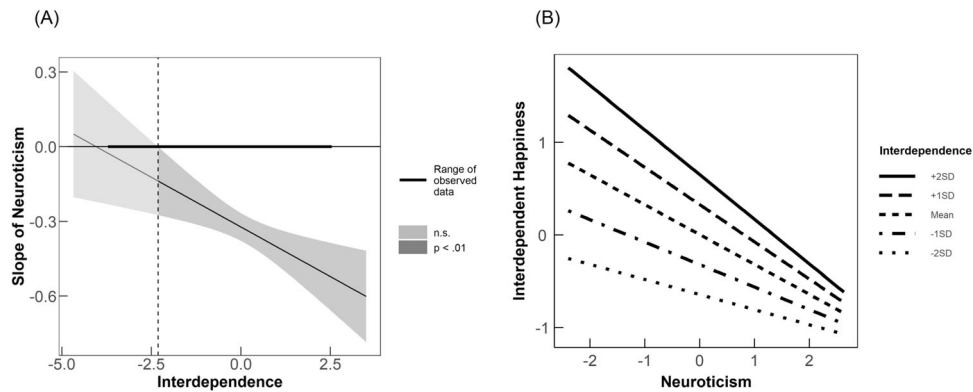 (A)
Slope of Neuroticism
0.3
0.0
-0.3
-0.6
-5.0
-2.5
0.0
2.5
Interdependence
Range of
observed
data
n.s.
p < .01
(B)
Interdependent Happiness
1
0
-1
-2
-1
0
1
2
Neuroticism
Interdependence
+2SD
+1SD
Mean
-1SD
-2SD